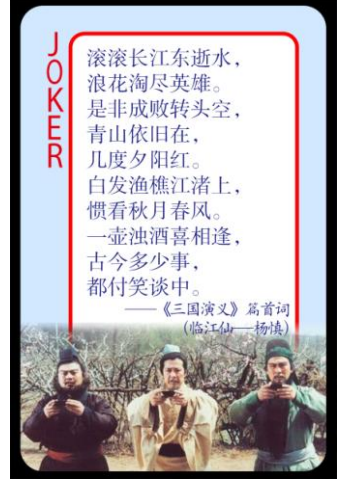 JOKER
滚滚长江东逝水，
浪花淘尽英雄。
是非成败转头空，
青山依旧在，
几度夕阳红。
白发渔樵江渚上，
惯看秋月春风。
一壶浊酒喜相逢，
古今多少事，
都付笑谈中。
——《三国演义》篇首词
(临江仙——杨慎)